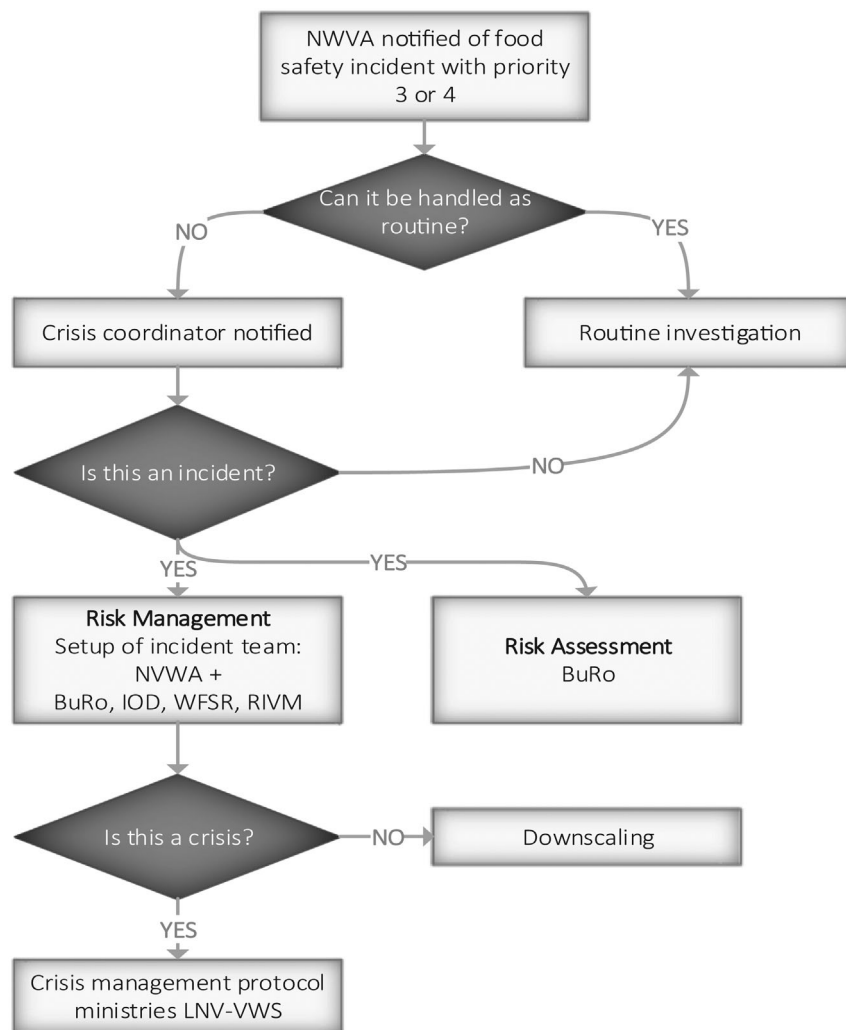 NWVA notified of food
safety incident with priority
3 or 4
Can it be handled as
routine?
NO
YES
Crisis coordinator notified
Routine investigation
Is this an incident?
NO
YES
YES
Risk Management
Setup of incident team:
NVWA +
BuRo, IOD, WFSR, RIVM
Risk Assessment
BuRo
Is this a crisis?
NO
Downscaling
YES
Crisis management protocol
ministries LNV-VWS